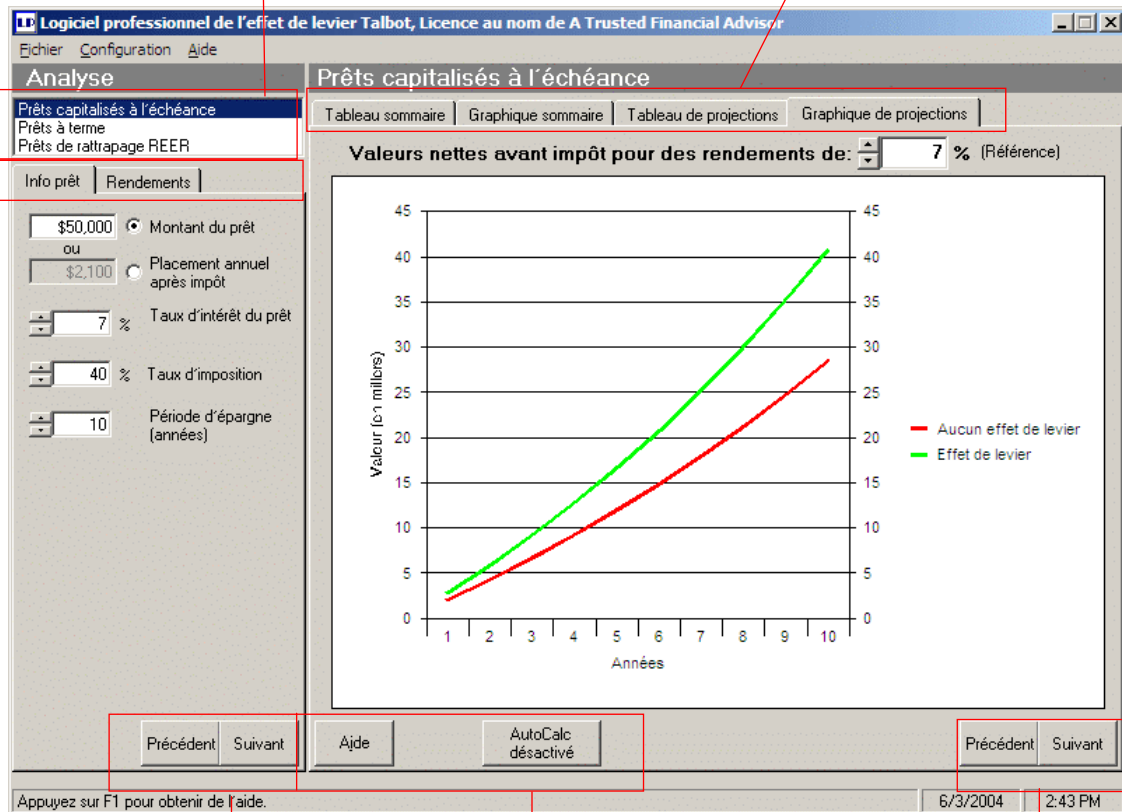 Logiciel professionnel de l'effet de levier Talbot, Licence au nom de A Trusted Financial Advisor
Fichier Configuration Aide
Analyse
Prêts capitalisés à l'échéance
Prêts à terme
Prêts de rattrapage REER
Info prêt Rendements
$50,000 Montant du prêt
ou
$2,100 Placement annuel
après impôt
7 % Taux d'intérêt du prêt
40 % Taux d'imposition
10 Période d'épargne
(années)
Précédent Suivant
Prêts capitalisés à l'échéance
Tableau sommaire Graphique sommaire Tableau de projections Graphique de projections
Valeurs nettes avant impôt pour des rendements de: 7 % (Référence)
45 45
40 40
35 35
30 30
25 25
20 20
15 15
10 10
5 5
0 0
Valeur (en milliers)
1 2 3 4 5 6 7 8 9 10
Années
Aucun effet de levier
Effet de levier
Aide
AutoCalc
désactivé
Précédent Suivant
Appuyez sur F1 pour obtenir de l'aide. 6/3/2004 2:43 PM